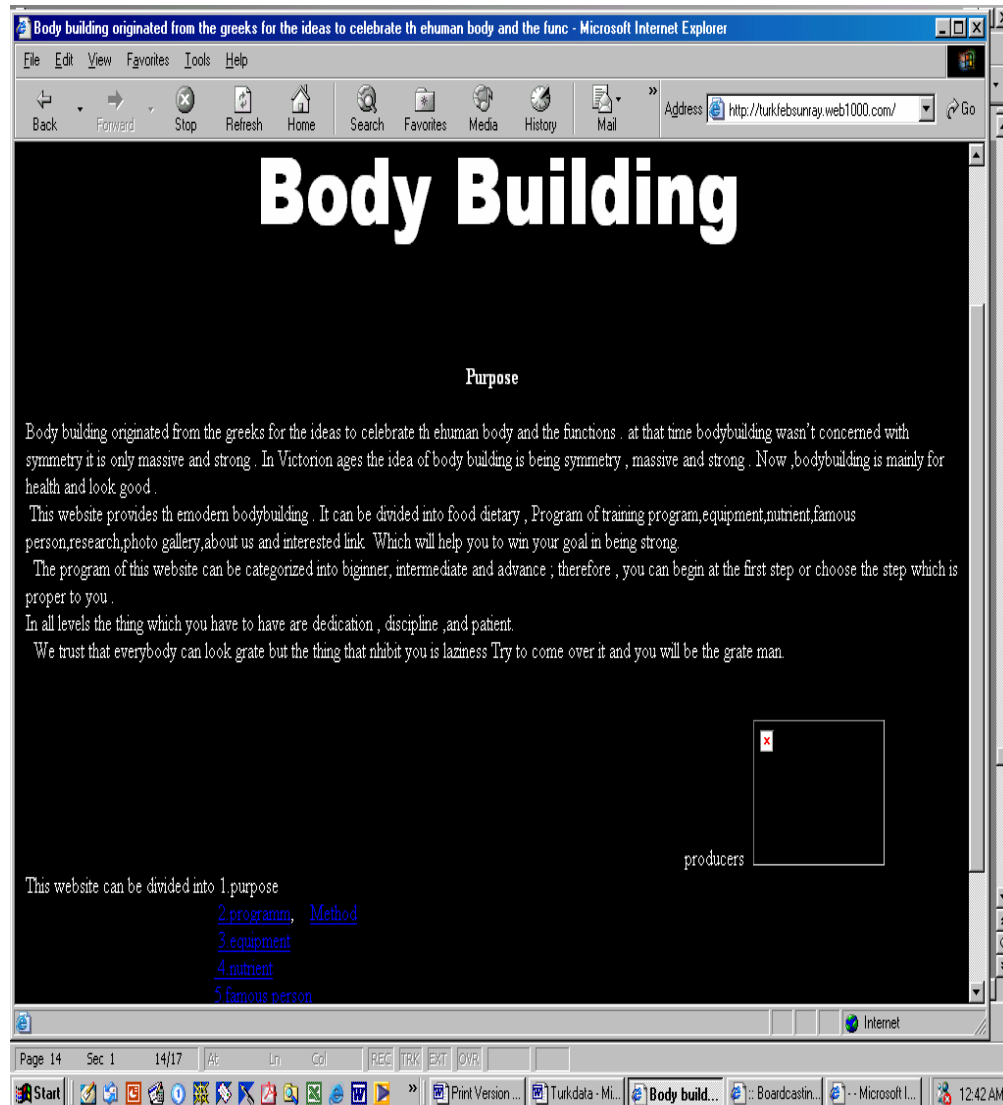 Body building originated from the greeks for the ideas to celebrate th ehuman body and the func - Microsoft Internet Explorer
File Edit View Favorites Tools Help
Back Forward Stop Refresh Home Search Favorites Media History Mail » Address http://turkfebsunray.web1000.com/ Go
Body Building
Purpose
Body building originated from the greeks for the ideas to celebrate th ehuman body and the functions . at that time bodybuilding wasn't concerned with
symmetry it is only massive and strong . In Victorion ages the idea of body building is being symmetry , massive and strong . Now ,bodybuilding is mainly for
health and look good .
This website provides th emodern bodybuilding . It can be divided into food dietary , Program of training program,equipment,nutrient,famous
person,research,photo gallery,about us and interested link Which will help you to win your goal in being strong.
The program of this website can be categorized into biginner, intermediate and advance ; therefore , you can begin at the first step or choose the step which is
proper to you .
In all levels the thing which you have to have are dedication , discipline ,and patient.
We trust that everybody can look grate but the thing that nhibit you is laziness Try to come over it and you will be the grate man.
producers
This website can be divided into 1.purpose
2.programm, Method
3.equipment
4.nutrient
5.famous person
Internet
Page 14 Sec 1 14/17 At Ln Col REC TRK EXT OVR
Start » Print Version ... Turkdata - Mi... Body build... :: Boardcastin... - - Microsoft I... 12:42 AM